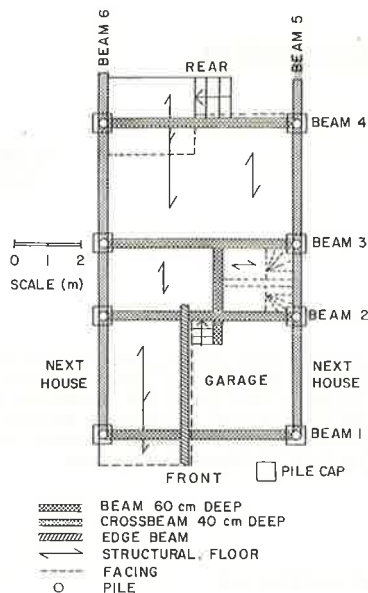 BEAM 6
BEAM 5
REAR
BEAM 4
BEAM 3
0 1 2
SCALE (m)
BEAM 2
NEXT
HOUSE
GARAGE
NEXT
HOUSE
BEAM 1
FRONT
PILE CAP
BEAM 60 cm DEEP
CROSSBEAM 40 cm DEEP
EDGE BEAM
STRUCTURAL FLOOR
FACING
PILE